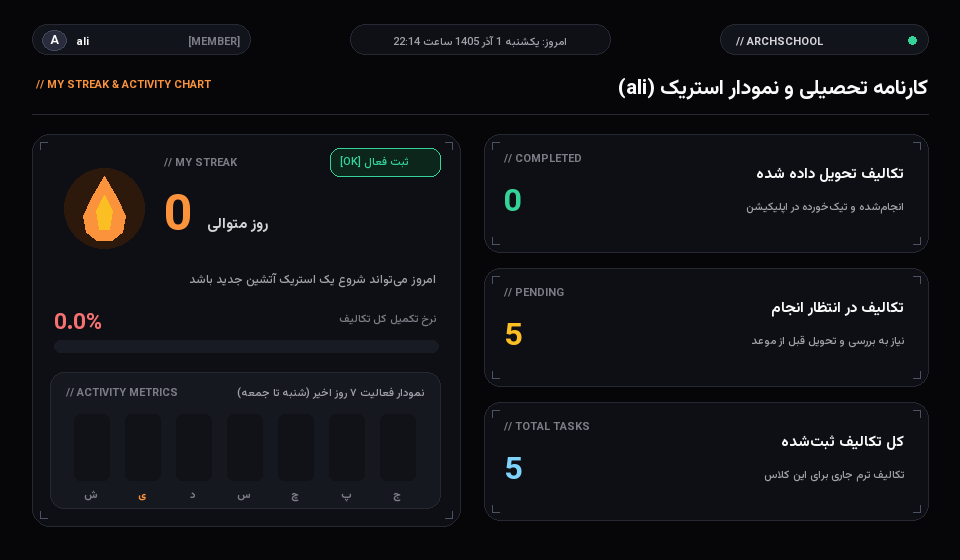 A ali [MEMBER]
امروز: یکشنبه 1 آذر 1405 ساعت 22:14
// ARCHSCHOOL
کارنامه تحصیلی و نمودار استریک (ali)
// MY STREAK & ACTIVITY CHART
// COMPLETED
تکالیف تحویل داده شده
0
انجام‌شده و تیک‌خورده در اپلیکیشن
// PENDING
تکالیف در انتظار انجام
5
نیاز به بررسی و تحویل قبل از موعد
// TOTAL TASKS
کل تکالیف ثبت‌شده
5
تکالیف ترم جاری برای این کلاس
// MY STREAK
ثبت فعال [OK]
0 روز متوالی
امروز می‌تواند شروع یک استریک آتشین جدید باشد
نرخ تکمیل کل تکالیف
0.0%
// ACTIVITY METRICS
نمودار فعالیت ۷ روز اخیر (شنبه تا جمعه)
ش ی د س چ پ ج